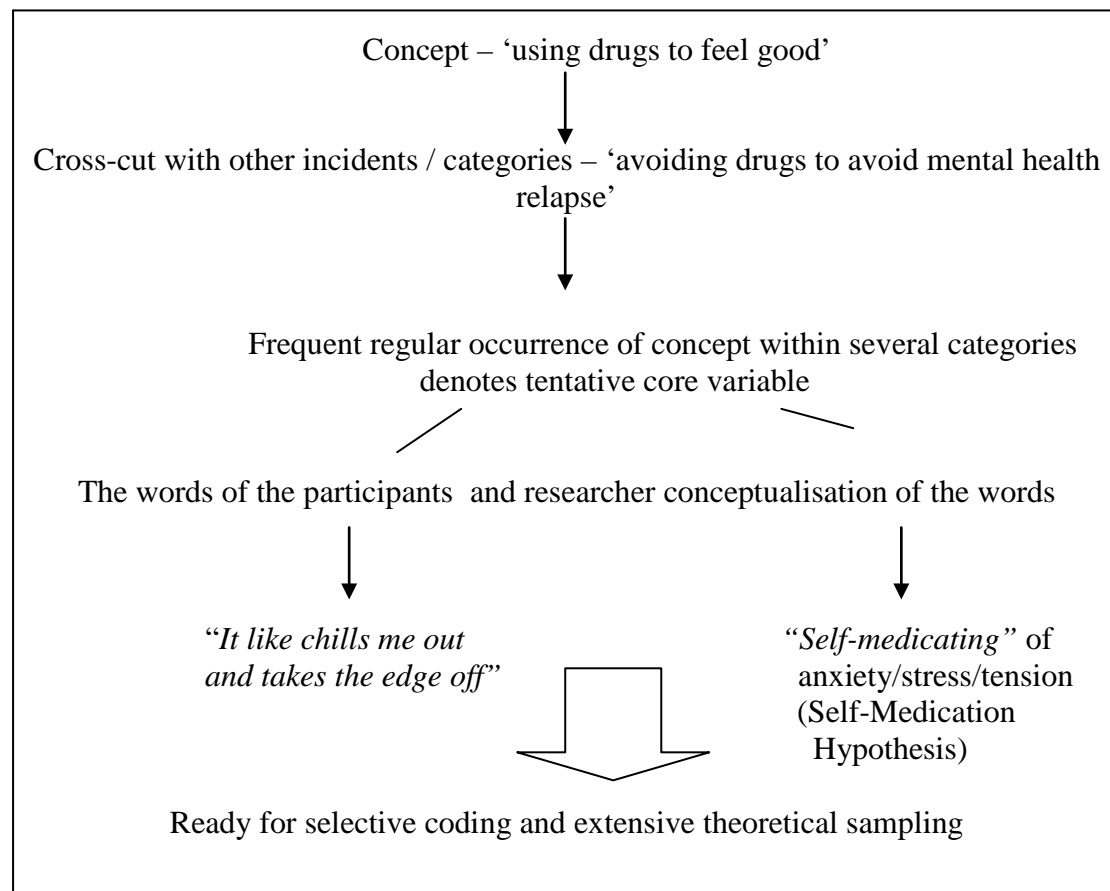 Concept – ‘using drugs to feel good’
Cross-cut with other incidents / categories – ‘avoiding drugs to avoid mental health
relapse’
Frequent regular occurrence of concept within several categories
denotes tentative core variable
The words of the participants and researcher conceptualisation of the words
“It like chills me out
and takes the edge off”
“Self-medicating” of
anxiety/stress/tension
(Self-Medication
Hypothesis)
Ready for selective coding and extensive theoretical sampling